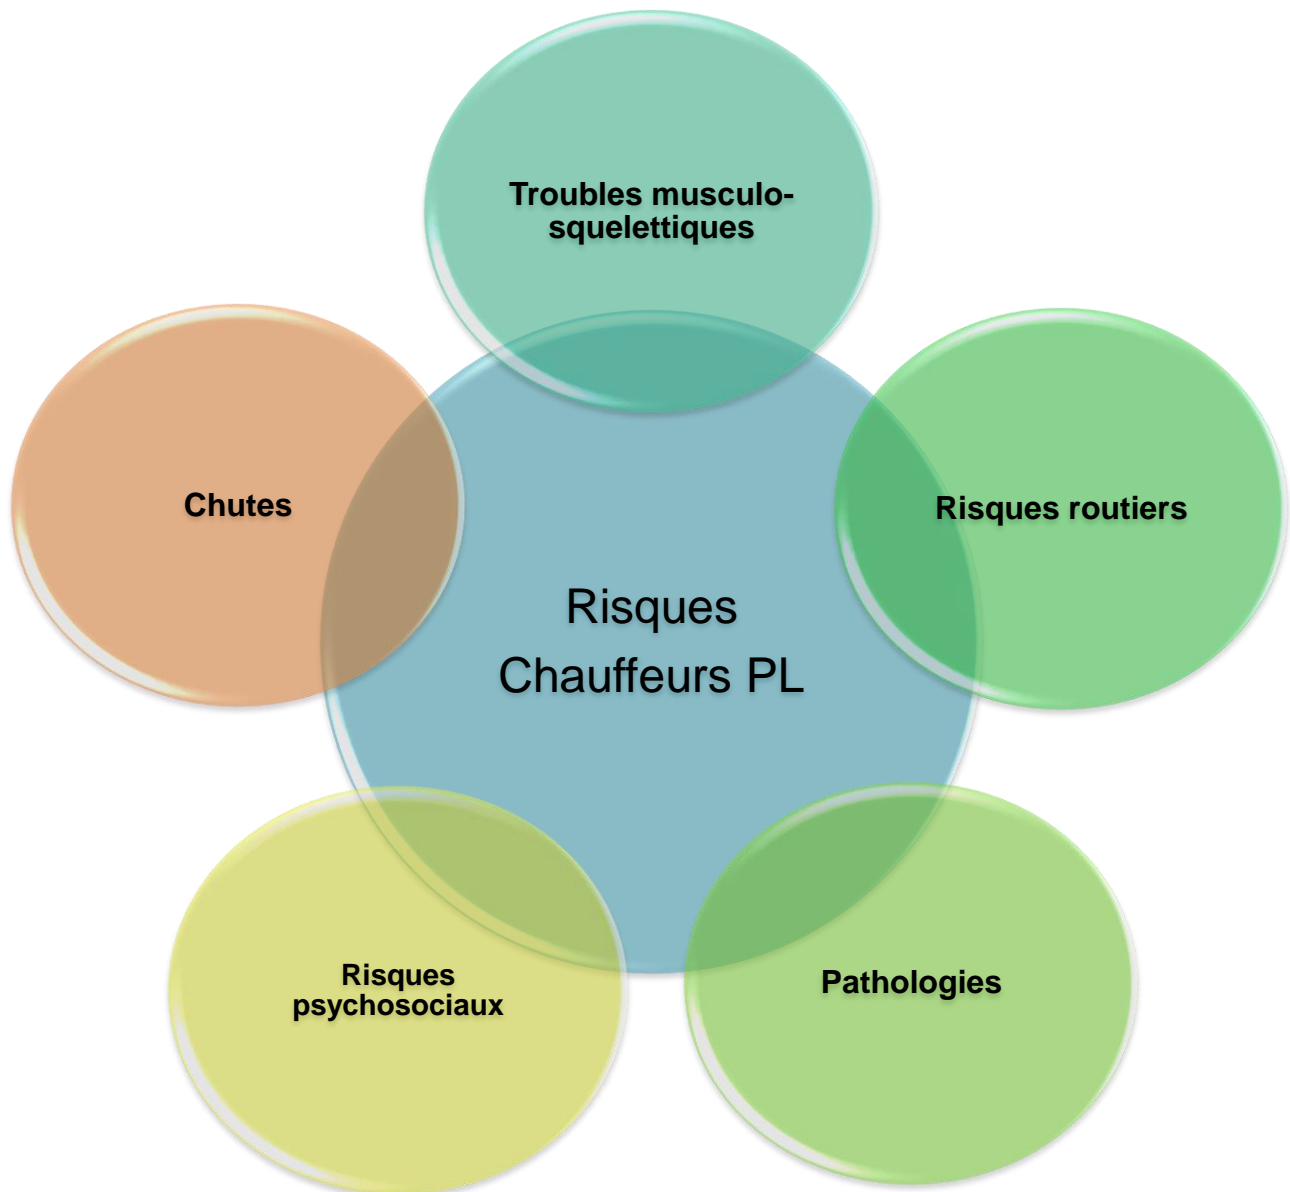 Troubles musculo-
squelettiques
Chutes
Risques routiers
Risques
Chauffeurs PL
Risques
psychosociaux
Pathologies